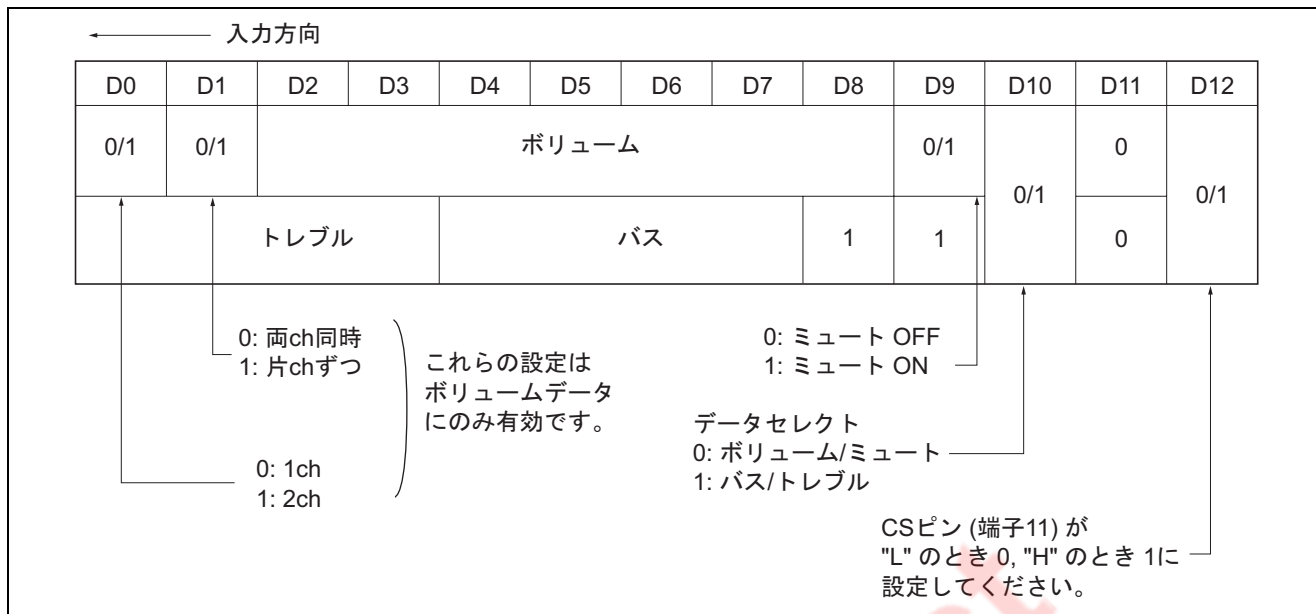 入力方向
D0 D1 D2 D3 D4 D5 D6 D7 D8 D9 D10 D11 D12
0/1 0/1 ボリューム 0/1 0/1 0 0/1
トレブル バス 1 1 0
0: 両ch同時
1: 片chずつ
これらの設定は
ボリュームデータ
にのみ有効です。
0: 1ch
1: 2ch
0: ミュート OFF
1: ミュート ON
データセレクト
0: ボリューム/ミュート
1: バス/トレブル
CSピン (端子11) が
"L" のとき 0, "H" のとき 1に
設定してください。